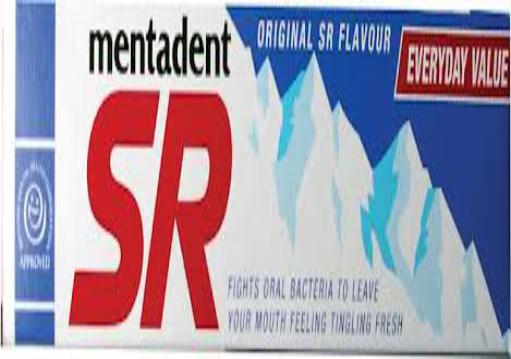 mentadent
SR
ORIGINAL SR FLAVOUR
EVERYDAY VALUE
FIGHTS ORAL BACTERIA TO LEAVE
YOUR MOUTH FEELING TINGLING FRESH
APPROVED